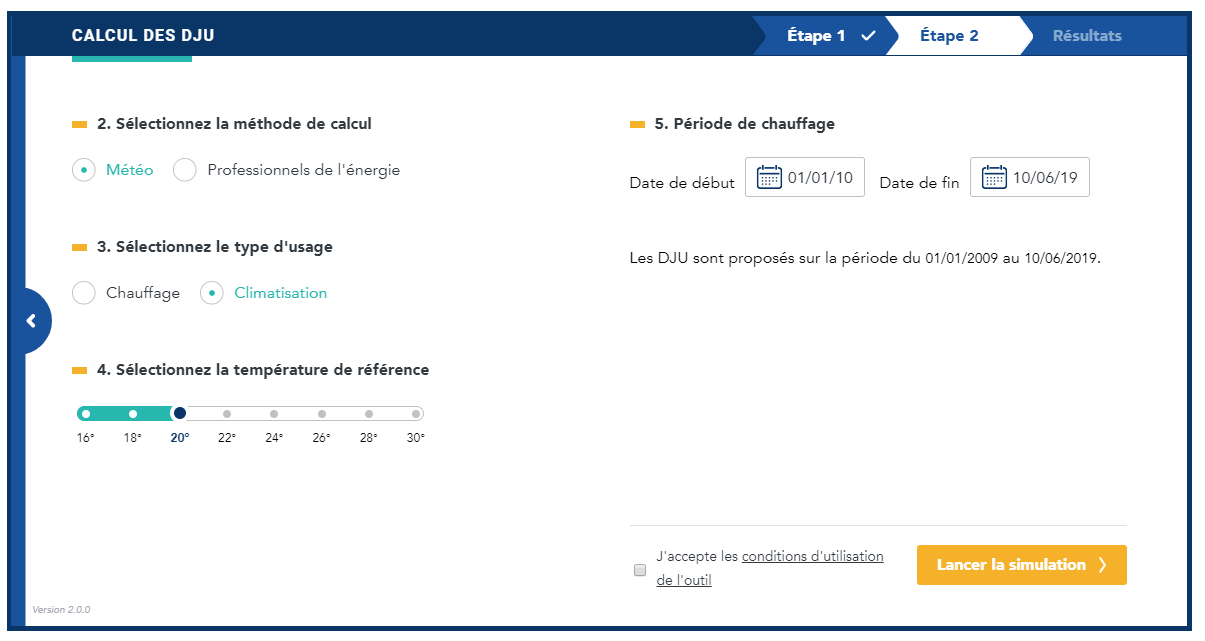 CALCUL DES DJU
Étape 1
Étape 2
Résultats
2. Sélectionnez la méthode de calcul
Météo
Professionnels de l'énergie
3. Sélectionnez le type d'usage
Chauffage
Climatisation
4. Sélectionnez la température de référence
16° 18° 20° 22° 24° 26° 28° 30°
5. Période de chauffage
Date de début 01/01/10 Date de fin 10/06/19
Les DJU sont proposés sur la période du 01/01/2009 au 10/06/2019.
J'accepte les conditions d'utilisation
de l'outil
Lancer la simulation
Version 2.0.0